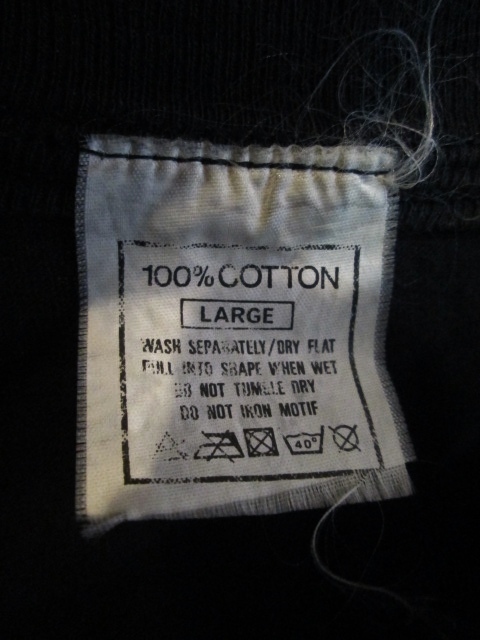 100% COTTON
LARGE
WASH SEPARATELY/DRY FLAT
PULL INTO SHAPE WHEN WET
DO NOT TUMBLE DRY
DO NOT IRON MOTIF
40°